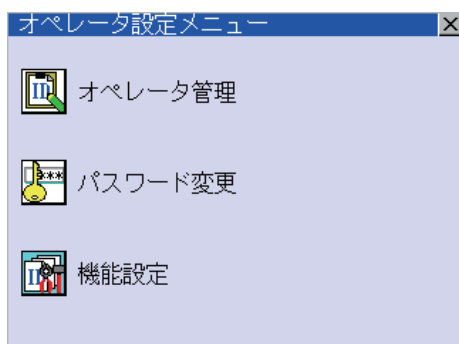 オペレータ設定メニュー
オペレータ管理
パスワード変更
機能設定